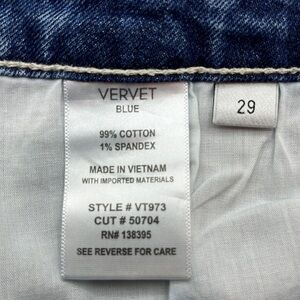 VERVET
BLUE
29
99% COTTON
1% SPANDEX
MADE IN VIETNAM
WITH IMPORTED MATERIALS
STYLE # VT973
CUT # 50704
RN# 138395
SEE REVERSE FOR CARE